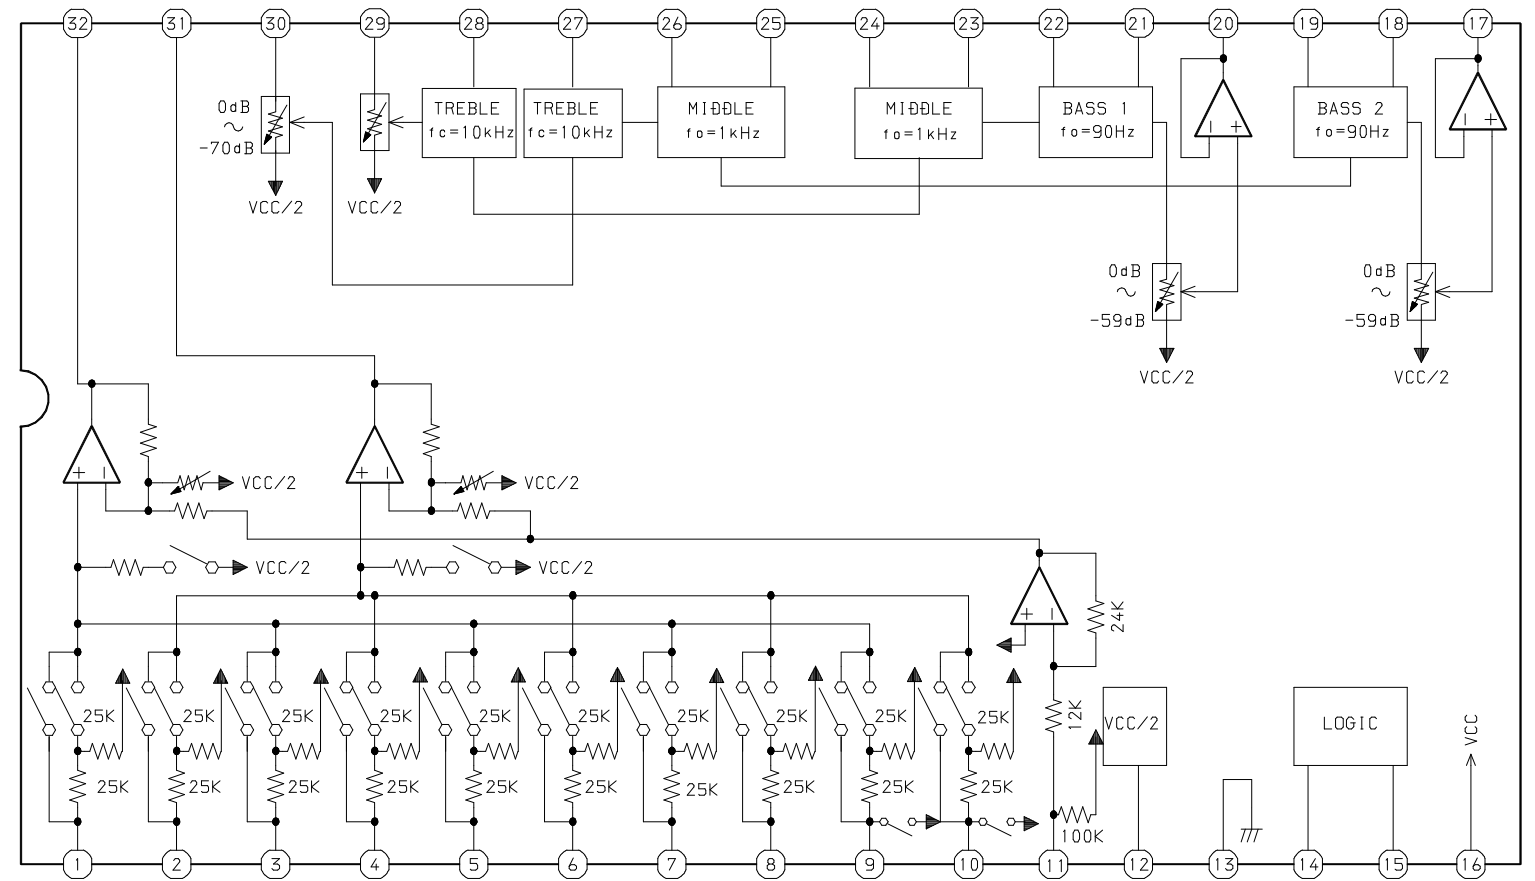 32 31 30 29 28 27 26 25 24 23 22 21 20 19 18 17
0dB
~
-70dB
VCC/2
VCC/2
TREBLE
fc=10kHz
TREBLE
fc=10kHz
MIDDLE
fo=1kHz
MIDDLE
fo=1kHz
BASS 1
fo=90Hz
- +
BASS 2
fo=90Hz
- +
0dB
~
-59dB
VCC/2
0dB
~
-59dB
VCC/2
+ -
VCC/2
+ -
VCC/2
VCC/2
VCC/2
+ -
24K
25K 25K 25K 25K 25K 25K 25K 25K 25K 25K
12K
VCC/2
LOGIC
VCC
25K 25K 25K 25K 25K 25K 25K 25K 25K 25K
100K
1 2 3 4 5 6 7 8 9 10 11 12 13 14 15 16